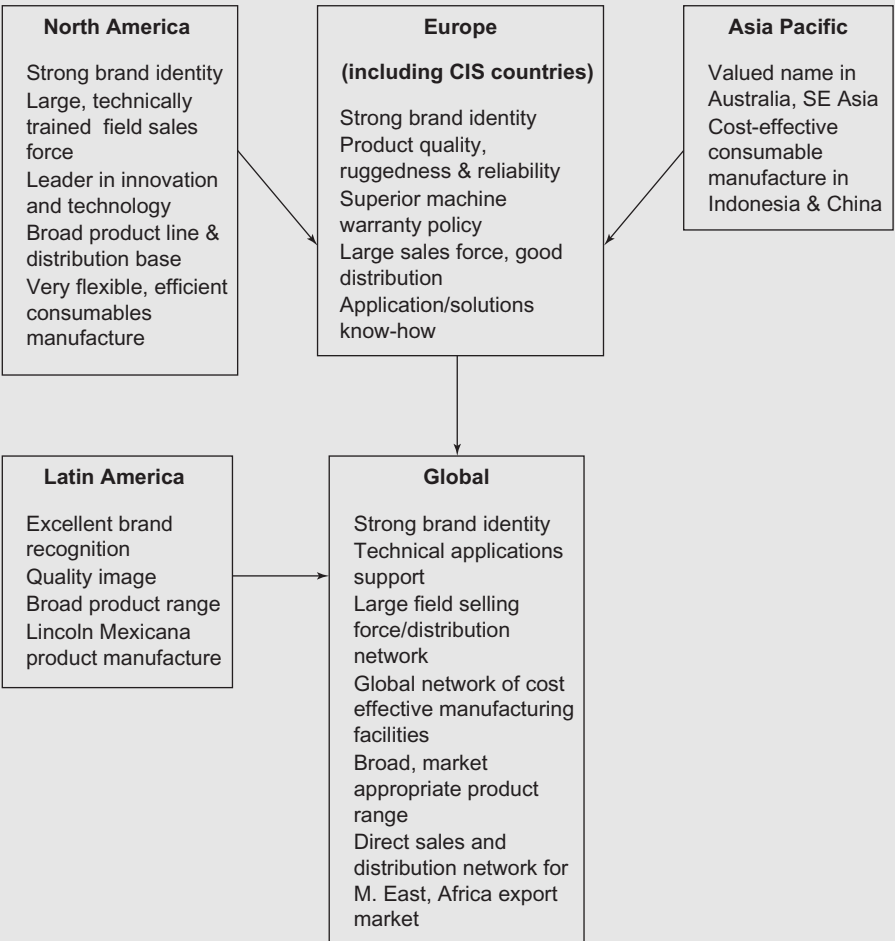 North America
Strong brand identity
Large, technically
trained field sales
force
Leader in innovation
and technology
Broad product line &
distribution base
Very flexible, efficient
consumables
manufacture
Europe
(including CIS countries)
Strong brand identity
Product quality,
ruggedness & reliability
Superior machine
warranty policy
Large sales force, good
distribution
Application/solutions
know-how
Asia Pacific
Valued name in
Australia, SE Asia
Cost-effective
consumable
manufacture in
Indonesia & China
Latin America
Excellent brand
recognition
Quality image
Broad product range
Lincoln Mexicana
product manufacture
Global
Strong brand identity
Technical applications
support
Large field selling
force/distribution
network
Global network of cost
effective manufacturing
facilities
Broad, market
appropriate product
range
Direct sales and
distribution network for
M. East, Africa export
market